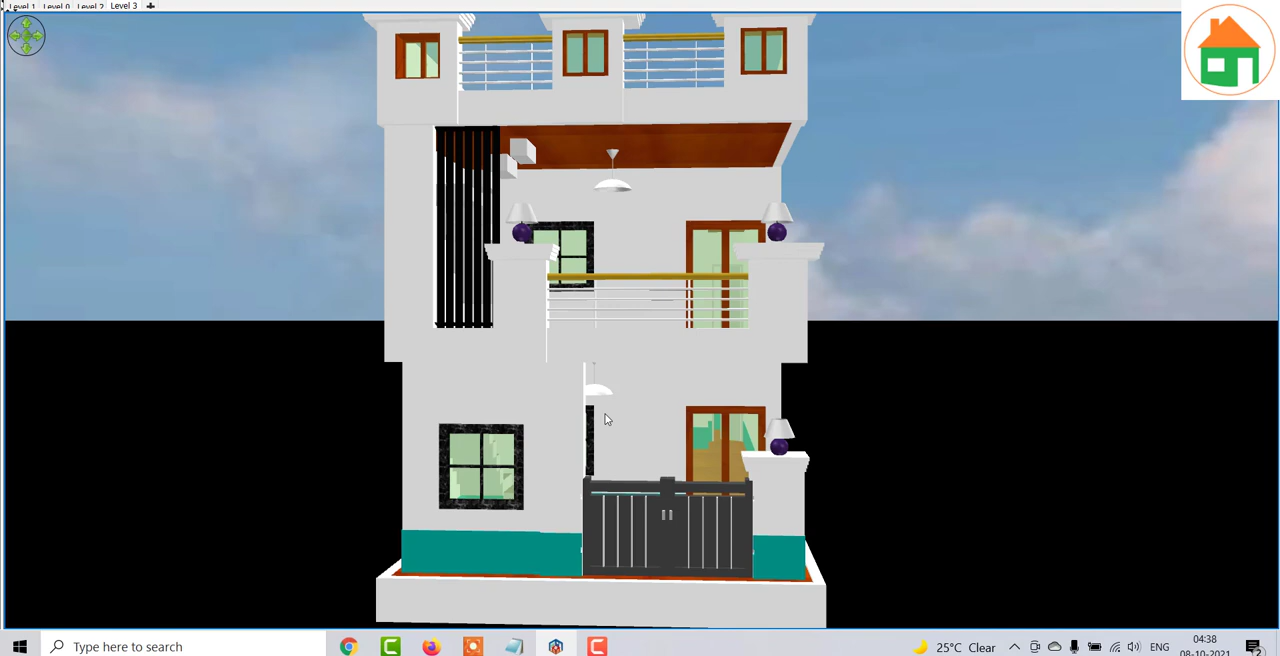 Level 1 Level 0 Level 2 Level 3
Type here to search
25°C Clear
ENG
04:38
08-10-2021
2